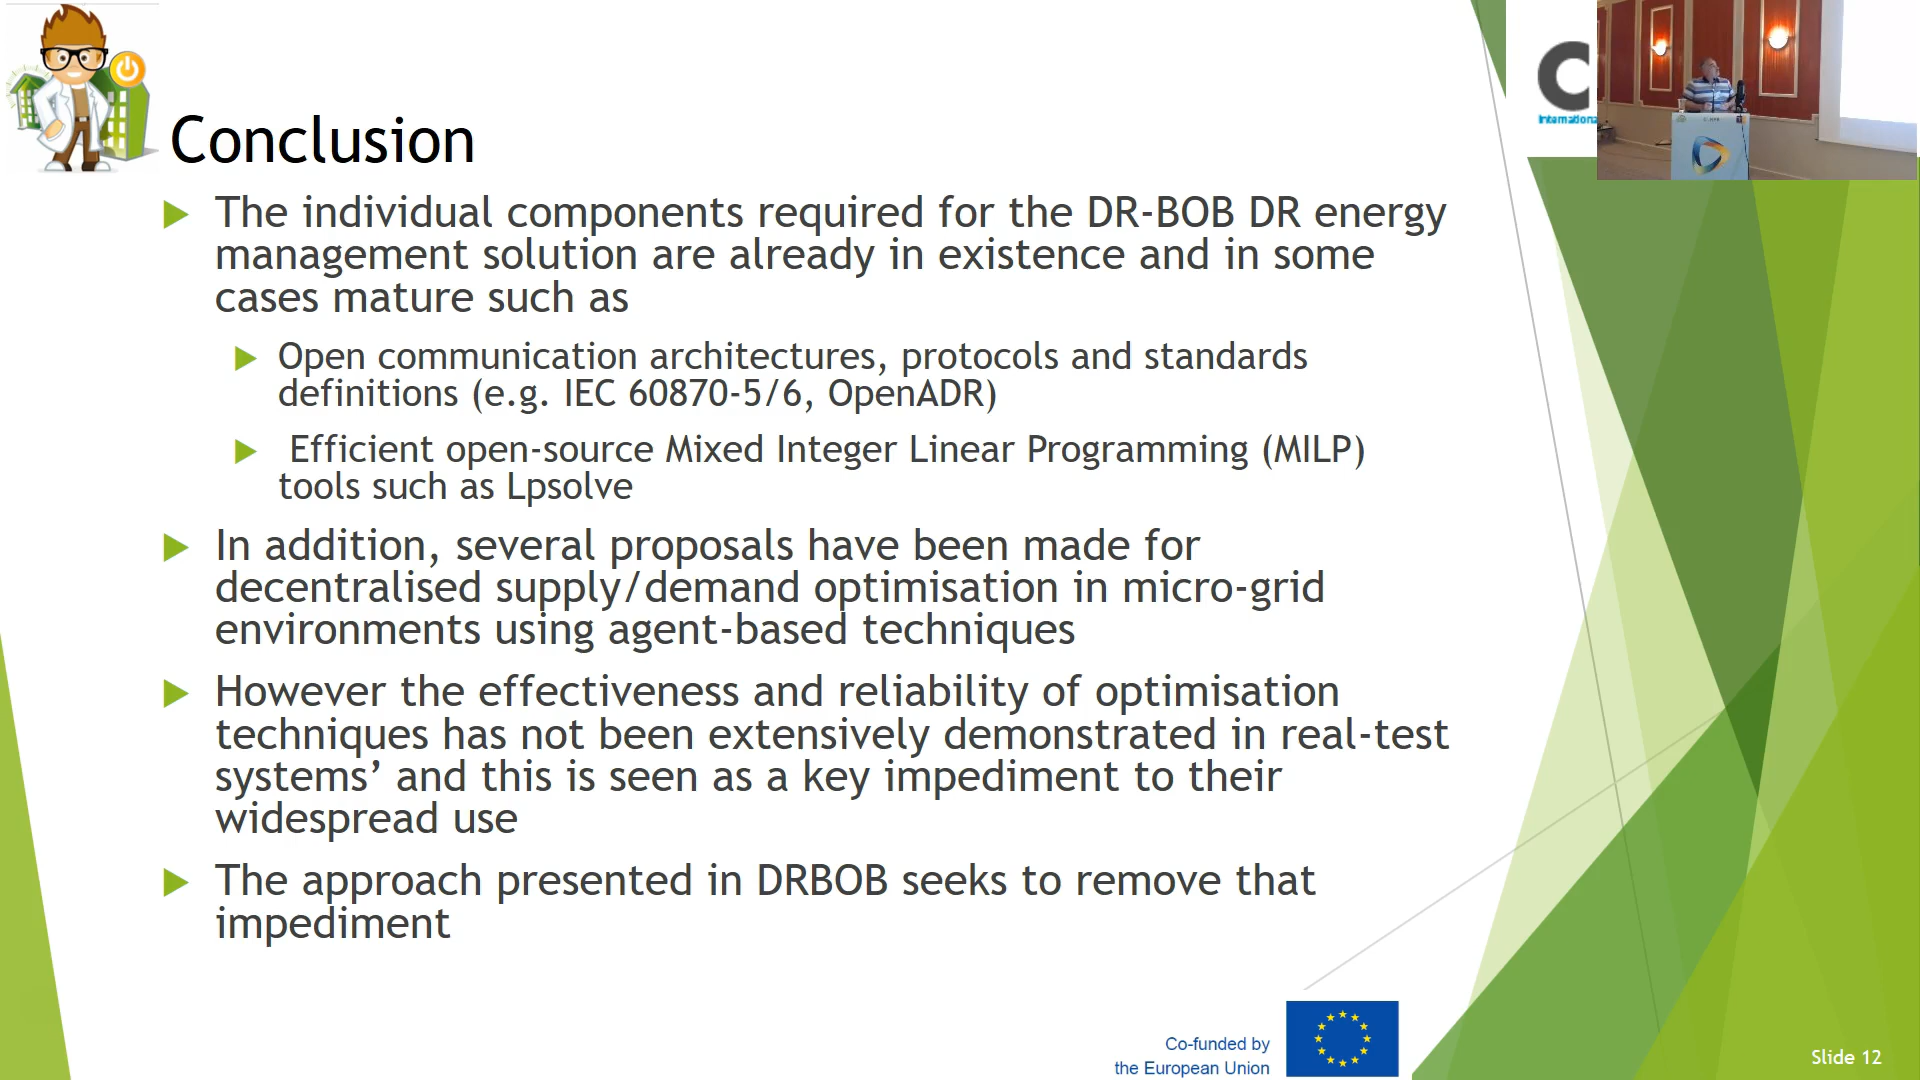 Conclusion
The individual components required for the DR-BOB DR energy
management solution are already in existence and in some
cases mature such as
Open communication architectures, protocols and standards
definitions (e.g. IEC 60870-5/6, OpenADR)
Efficient open-source Mixed Integer Linear Programming (MILP)
tools such as Lpsolve
In addition, several proposals have been made for
decentralised supply/demand optimisation in micro-grid
environments using agent-based techniques
However the effectiveness and reliability of optimisation
techniques has not been extensively demonstrated in real-test
systems’ and this is seen as a key impediment to their
widespread use
The approach presented in DRBOB seeks to remove that
impediment
C
International
Co-funded by
the European Union
Slide 12